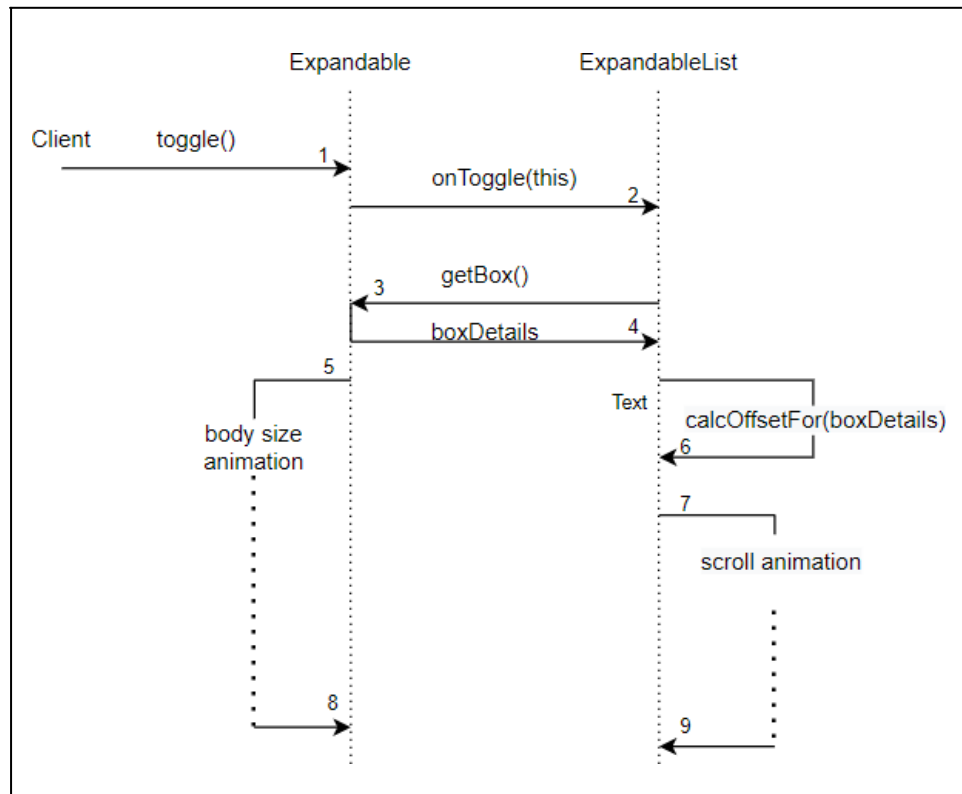 Expandable
ExpandableList
Client
toggle()
1
onToggle(this)
2
getBox()
3
boxDetails
4
5
body size
animation
Text
calcOffsetFor(boxDetails)
6
7
scroll animation
8
9